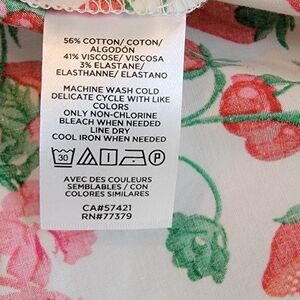 56% COTTON/ COTON/
ALGODÓN
41% VISCOSE/ VISCOSA
3% ELASTANE/
ELASTHANNE/ ELASTANO
MACHINE WASH COLD
DELICATE CYCLE WITH LIKE
COLORS
ONLY NON-CHLORINE
BLEACH WHEN NEEDED
LINE DRY
COOL IRON WHEN NEEDED
30 P
AVEC DES COULEURS
SEMBLABLES / CON
COLORES SIMILARES
CA#57421
RN#77379